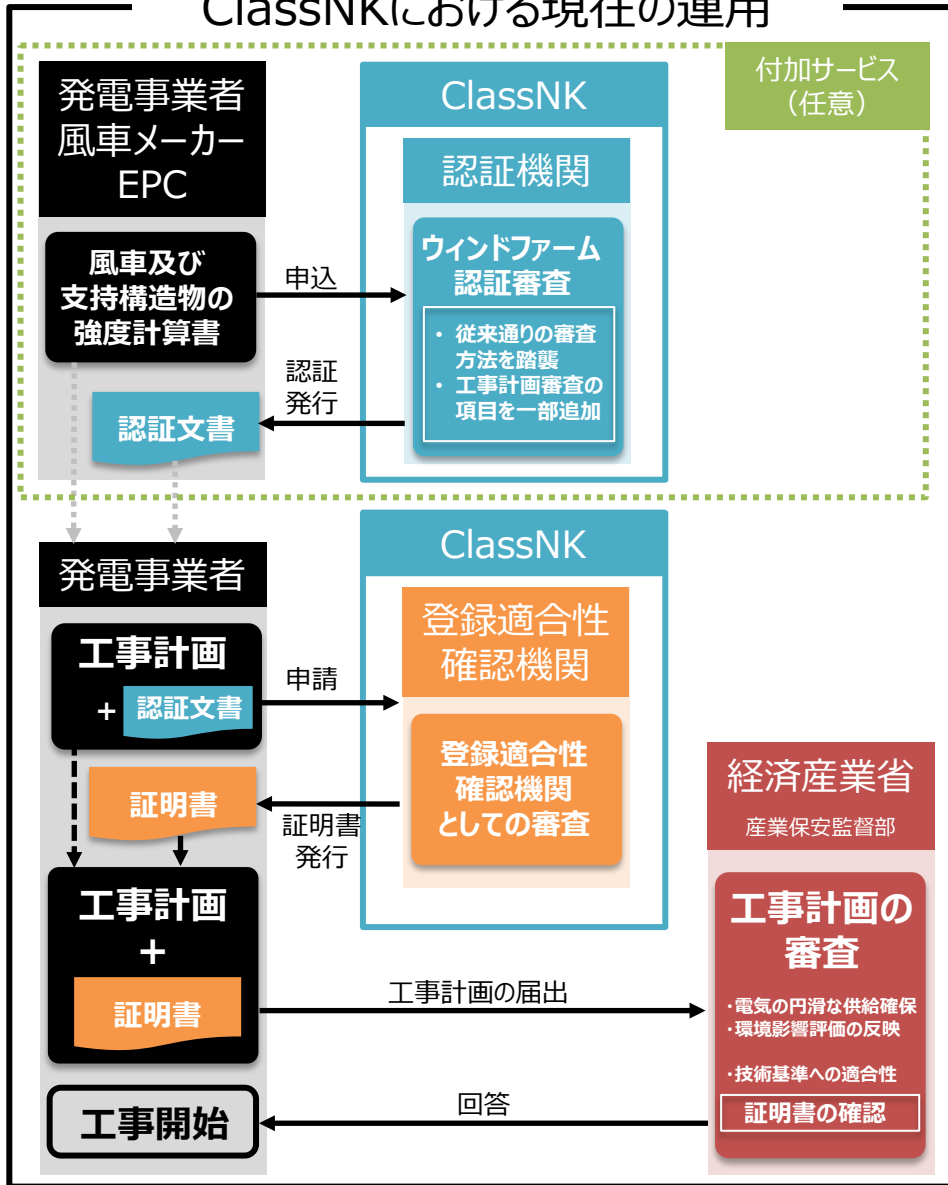 ClassNKにおける現在の運用
付加サービス
（任意）
発電事業者
風車メーカー
EPC
ClassNK
認証機関
風車及び
支持構造物の
強度計算書
申込
ウィンドファーム
認証審査
・ 従来通りの審査
方法を踏襲
・ 工事計画審査の
項目を一部追加
認証
発行
認証文書
発電事業者
ClassNK
登録適合性
確認機関
工事計画
+ 認証文書
申請
登録適合性
確認機関
としての審査
証明書
証明書
発行
経済産業省
産業保安監督部
工事計画
+
証明書
工事計画の届出
工事計画の
審査
・電気の円滑な供給確保
・環境影響評価の反映
・技術基準への適合性
証明書の確認
回答
工事開始